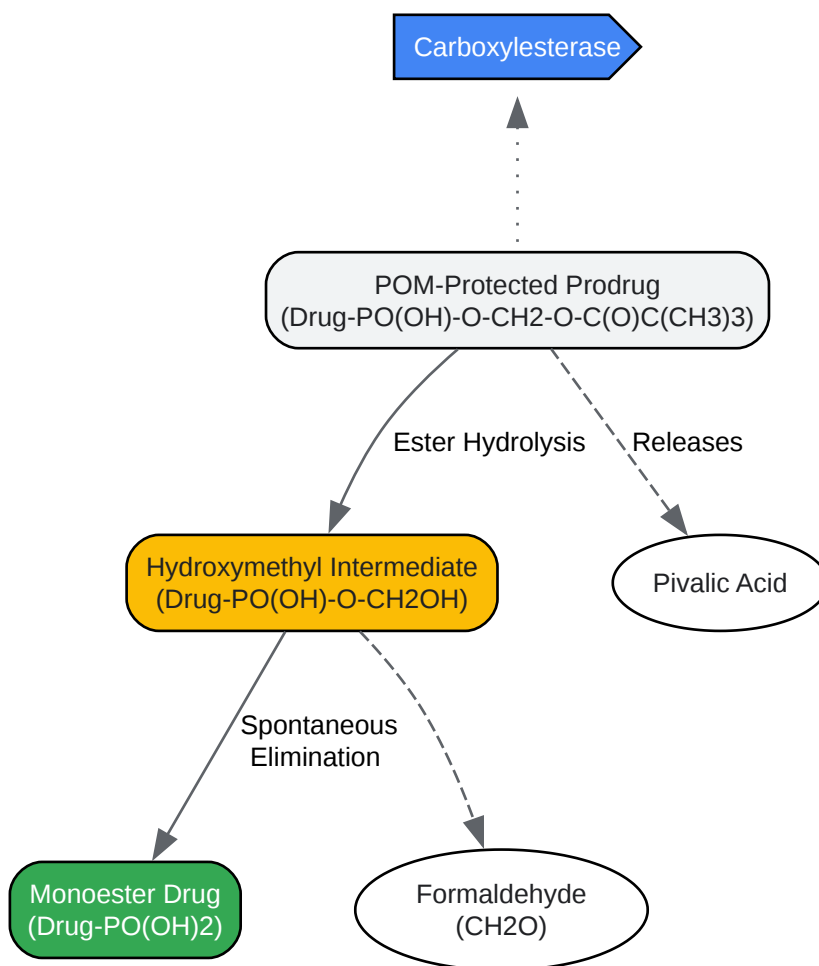 Carboxylesterase
POM-Protected Prodrug
(Drug-PO(OH)-O-CH2-O-C(O)C(CH3)3)
Ester Hydrolysis
Releases
Hydroxymethyl Intermediate
(Drug-PO(OH)-O-CH2OH)
Pivalic Acid
Spontaneous
Elimination
Monoester Drug
(Drug-PO(OH)2)
Formaldehyde
(CH2O)